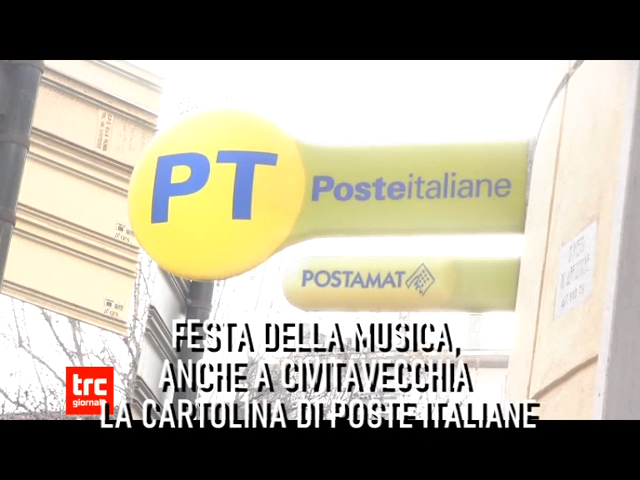 PT Posteitaliane
POSTAMAT
FESTA DELLA MUSICA,
ANCHE A CIVITAVECCHIA
LA CARTOLINA DI POSTE ITALIANE
trc
giornale